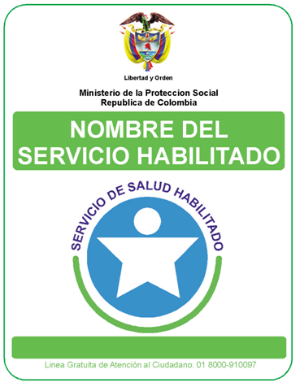 Libertad y Orden
Ministerio de la Proteccion Social
Republica de Colombia
NOMBRE DEL
SERVICIO HABILITADO
SERVICIO DE SALUD HABILITADO
Linea Gratuita de Atención al Ciudadano: 01 8000-910097